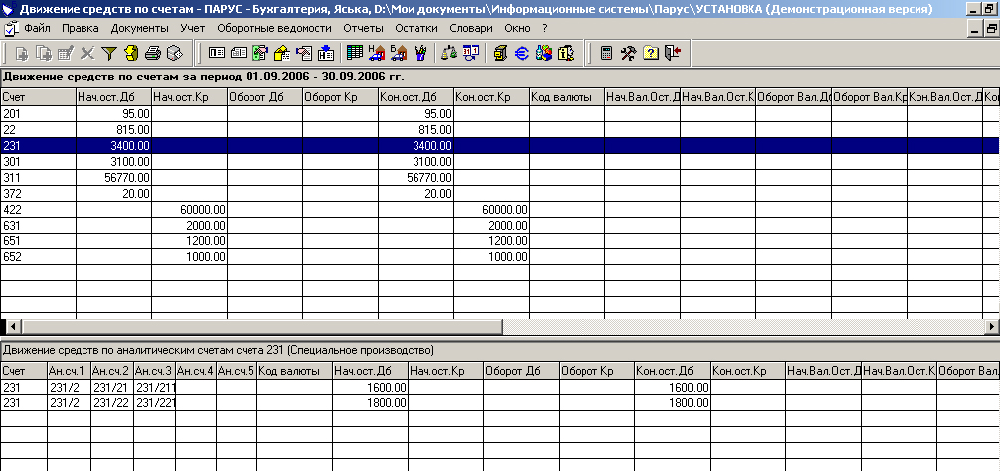 Движение средств по счетам - ПАРУС - Бухгалтерия, Яська, D:\Мои документы\Информационные системы\Парус\УСТАНОВКА (Демонстрационная версия)
Файл Правка Документы Учет Оборотные ведомости Отчеты Остатки Словари Окно ?
Движение средств по счетам за период 01.09.2006 - 30.09.2006 гг.
Счет Нач.ост.Дб Нач.ост.Кр Оборот Дб Оборот Кр Кон.ост.Дб Кон.ост.Кр Код валюты Нач.Вал.Ост.Д Нач.Вал.Ост.К Оборот Вал.Дб Оборот Вал.Кр Кон.Вал.Ост.Д Кон
201 95.00 95.00
22 815.00 815.00
231 3400.00 3400.00
301 3100.00 3100.00
311 56770.00 56770.00
372 20.00 20.00
422 60000.00 60000.00
631 2000.00 2000.00
651 1200.00 1200.00
652 1000.00 1000.00
Движение средств по аналитическим счетам счета 231 (Специальное производство)
Счет Ан.сч.1 Ан.сч.2 Ан.сч.3 Ан.сч.4 Ан.сч.5 Код валюты Нач.ост.Дб Нач.ост.Кр Оборот Дб Оборот Кр Кон.ост.Дб Кон.ост.Кр Нач.Вал.Ост.Д Нач.Вал.Ост.К Оборот Вал.
231 231/2 231/21 231/211 1600.00 1600.00
231 231/2 231/22 231/221 1800.00 1800.00